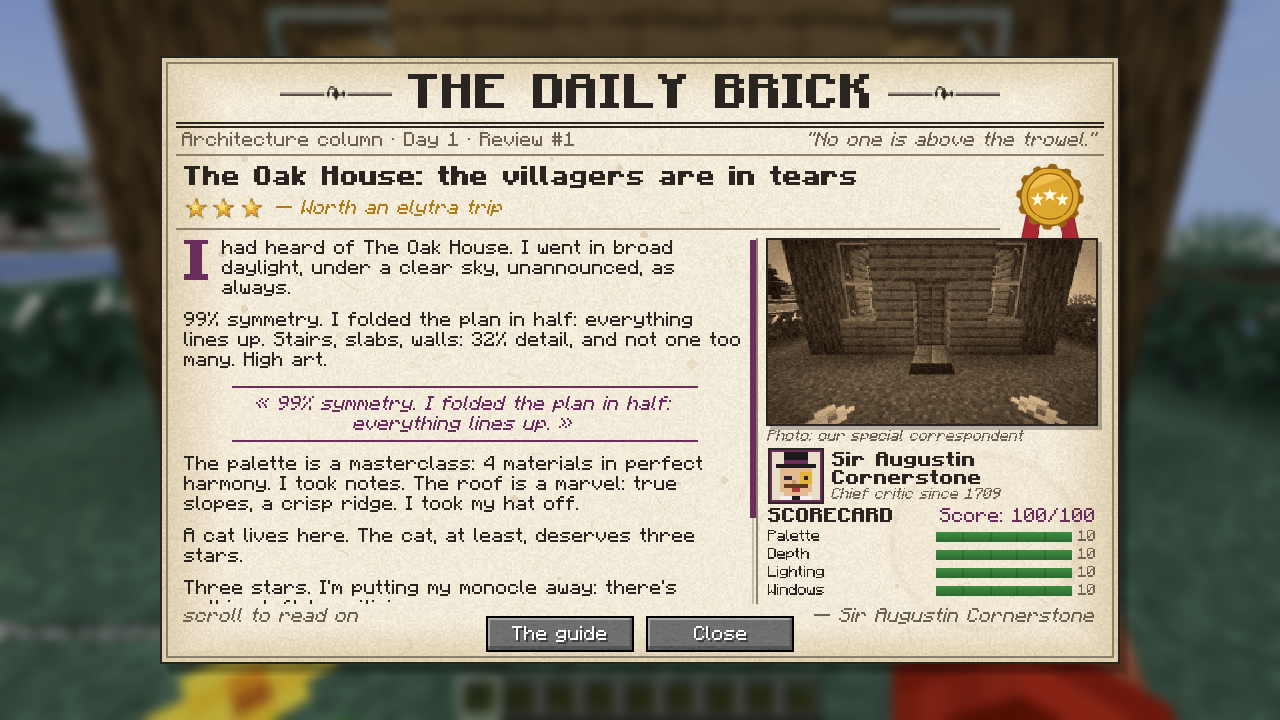 THE DAILY BRICK
Architecture column · Day 1 · Review #1
"No one is above the trowel."
The Oak House: the villagers are in tears
— Worth an elytra trip
I had heard of The Oak House. I went in broad
daylight, under a clear sky, unannounced, as
always.
99% symmetry. I folded the plan in half: everything
lines up. Stairs, slabs, walls: 32% detail, and not one too
many. High art.
« 99% symmetry. I folded the plan in half:
everything lines up. »
The palette is a masterclass: 4 materials in perfect
harmony. I took notes. The roof is a marvel: true
slopes, a crisp ridge. I took my hat off.
A cat lives here. The cat, at least, deserves three
stars.
Three stars. I'm putting my monocle away: there's
scroll to read on
Photo: our special correspondent
Sir Augustin
Cornerstone
Chief critic since 1709
SCORECARD Score: 100/100
Palette 10
Depth 10
Lighting 10
Windows 10
— Sir Augustin Cornerstone
The guide
Close